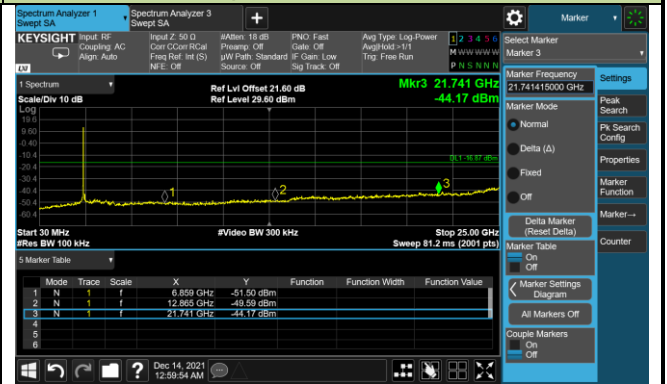 Spectrum Analyzer 1
Swept SA
Spectrum Analyzer 3
Swept SA
+
Marker
KEYSIGHT
Input: RF
Coupling: AC
Align: Auto
Input Z: 50 Ω
Corr CCorr RCal
Freq Ref: Int (S)
NFE: Off
#Atten: 18 dB
Preamp: Off
µW Path: Standard
Source: Off
PNO: Fast
Gate: Off
IF Gain: Low
Sig Track: Off
Avg Type: Log-Power
Avg|Hold:>1/1
Trig: Free Run
1 2 3 4 5 6
M W W W W W
P N S N N N
LXI
Select Marker
Marker 3
1 Spectrum
Scale/Div 10 dB
Log
Ref Lvl Offset 21.60 dB
Ref Level 29.60 dBm
Mkr3 21.741 GHz
-44.17 dBm
19.6
9.60
-0.40
-10.4
-20.4
-30.4
-40.4
-50.4
-60.4
DL1 -16.87 dBm
1
2
3
Start 30 MHz
#Res BW 100 kHz
#Video BW 300 kHz
Stop 25.00 GHz
Sweep 81.2 ms (2001 pts)
Marker Frequency
21.741415000 GHz
Marker Mode
Normal
Delta (Δ)
Fixed
Off
Delta Marker
(Reset Delta)
Marker Table
On
Off
Marker Settings
Diagram
All Markers Off
Couple Markers
On
Off
Settings
Peak
Search
Pk Search
Config
Properties
Marker
Function
Marker→
Counter
5 Marker Table
Mode Trace Scale X Y Function Function Width Function Value
1 N 1 f 6.859 GHz -51.50 dBm
2 N 1 f 12.865 GHz -49.59 dBm
3 N 1 f 21.741 GHz -44.17 dBm
4
5
6
?
Dec 14, 2021
12:59:54 AM